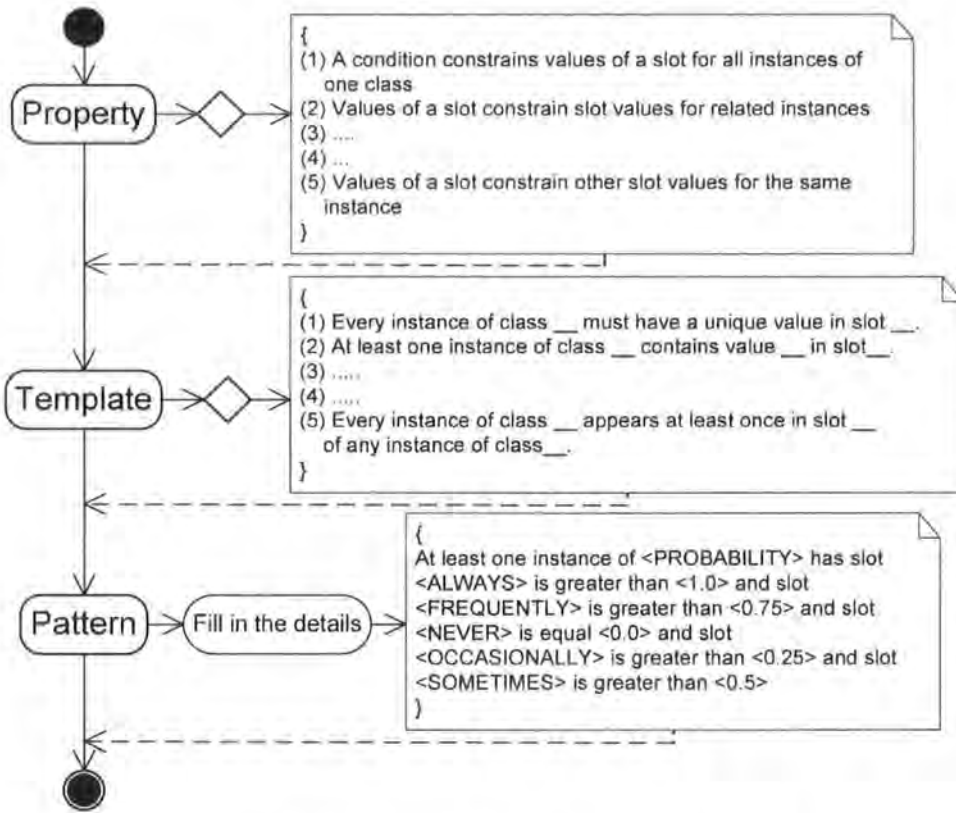 Property
{
(1) A condition constrains values of a slot for all instances of
one class
(2) Values of a slot constrain slot values for related instances
(3) ....
(4) ...
(5) Values of a slot constrain other slot values for the same
instance
}
Template
{
(1) Every instance of class __ must have a unique value in slot __.
(2) At least one instance of class __ contains value __ in slot__.
(3) .....
(4) .....
(5) Every instance of class __ appears at least once in slot __
of any instance of class__.
}
Pattern
Fill in the details
{
At least one instance of <PROBABILITY> has slot
<ALWAYS> is greater than <1.0> and slot
<FREQUENTLY> is greater than <0.75> and slot
<NEVER> is equal <0.0> and slot
<OCCASIONALLY> is greater than <0.25> and slot
<SOMETIMES> is greater than <0.5>
}